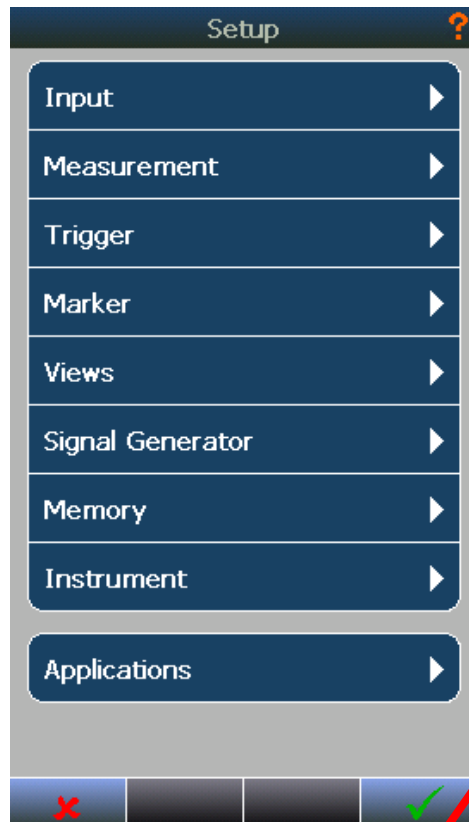 Setup ?
Input
Measurement
Trigger
Marker
Views
Signal Generator
Memory
Instrument
Applications